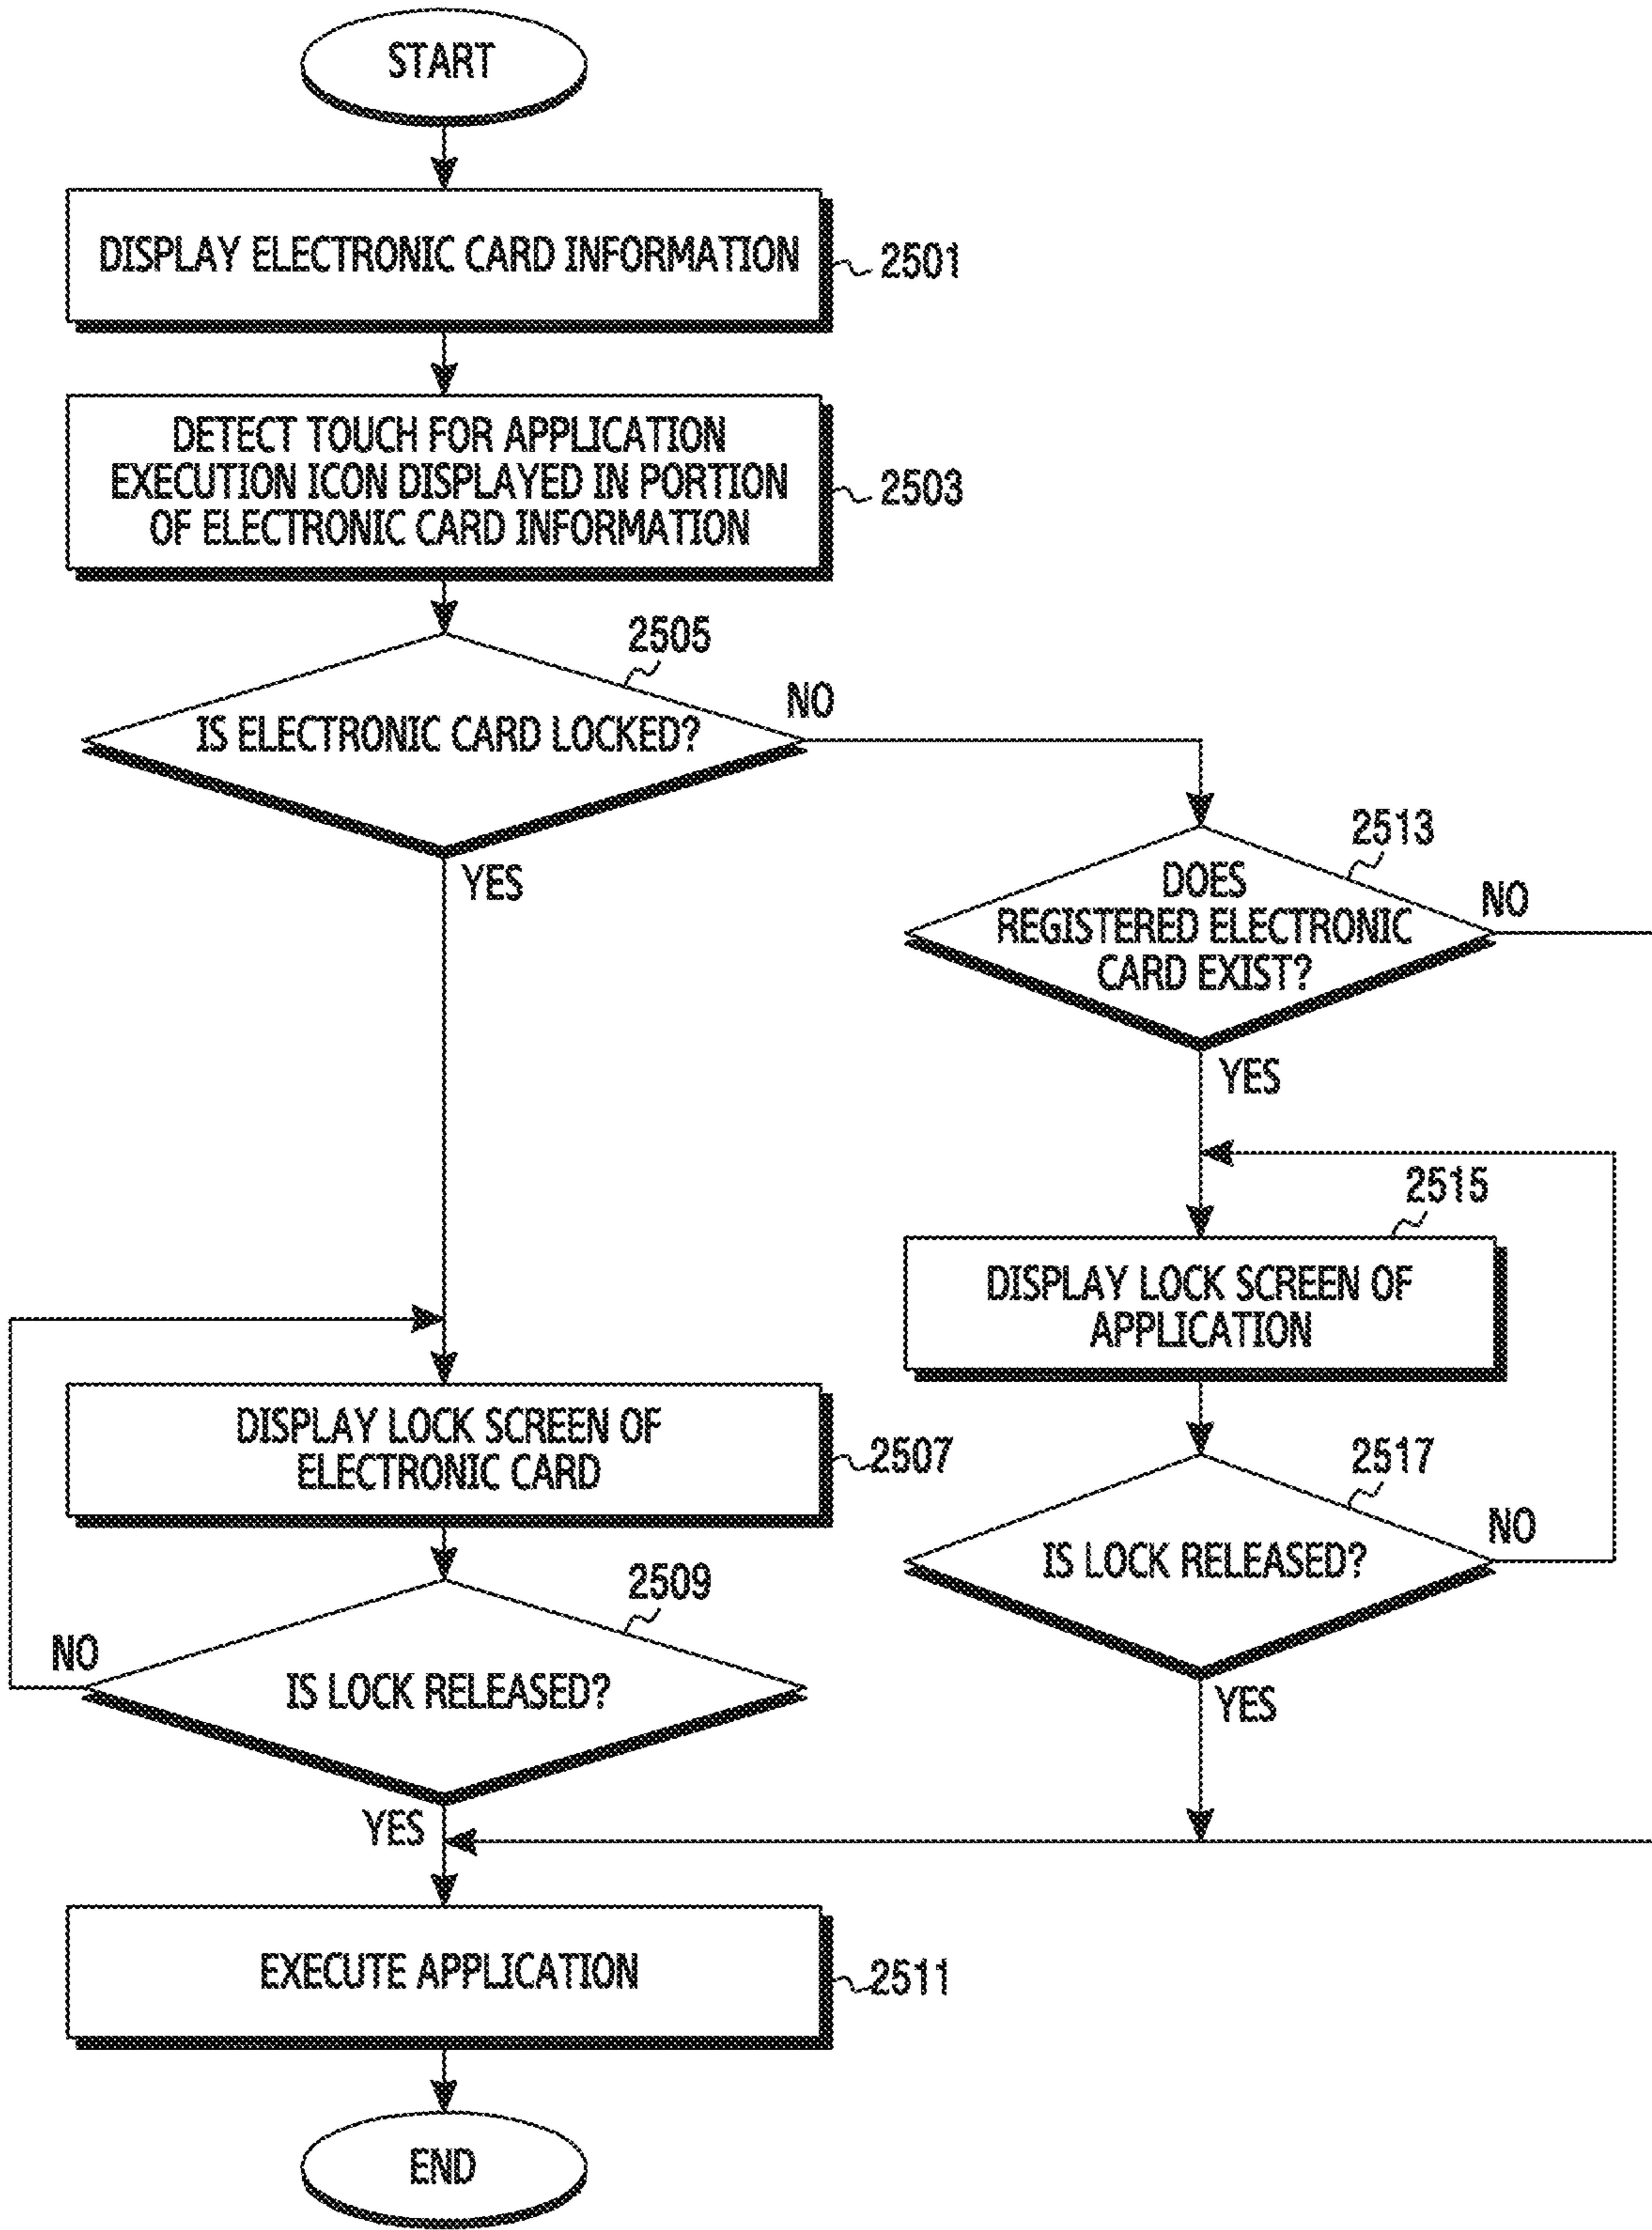 START
DISPLAY ELECTRONIC CARD INFORMATION
2501
DETECT TOUCH FOR APPLICATION
EXECUTION ICON DISPLAYED IN PORTION
OF ELECTRONIC CARD INFORMATION
2503
2505
IS ELECTRONIC CARD LOCKED?
NO
YES
2513
DOES
REGISTERED ELECTRONIC
CARD EXIST?
NO
YES
2515
DISPLAY LOCK SCREEN OF
APPLICATION
2517
IS LOCK RELEASED?
NO
YES
DISPLAY LOCK SCREEN OF
ELECTRONIC CARD
2507
2509
IS LOCK RELEASED?
NO
YES
EXECUTE APPLICATION
2511
END